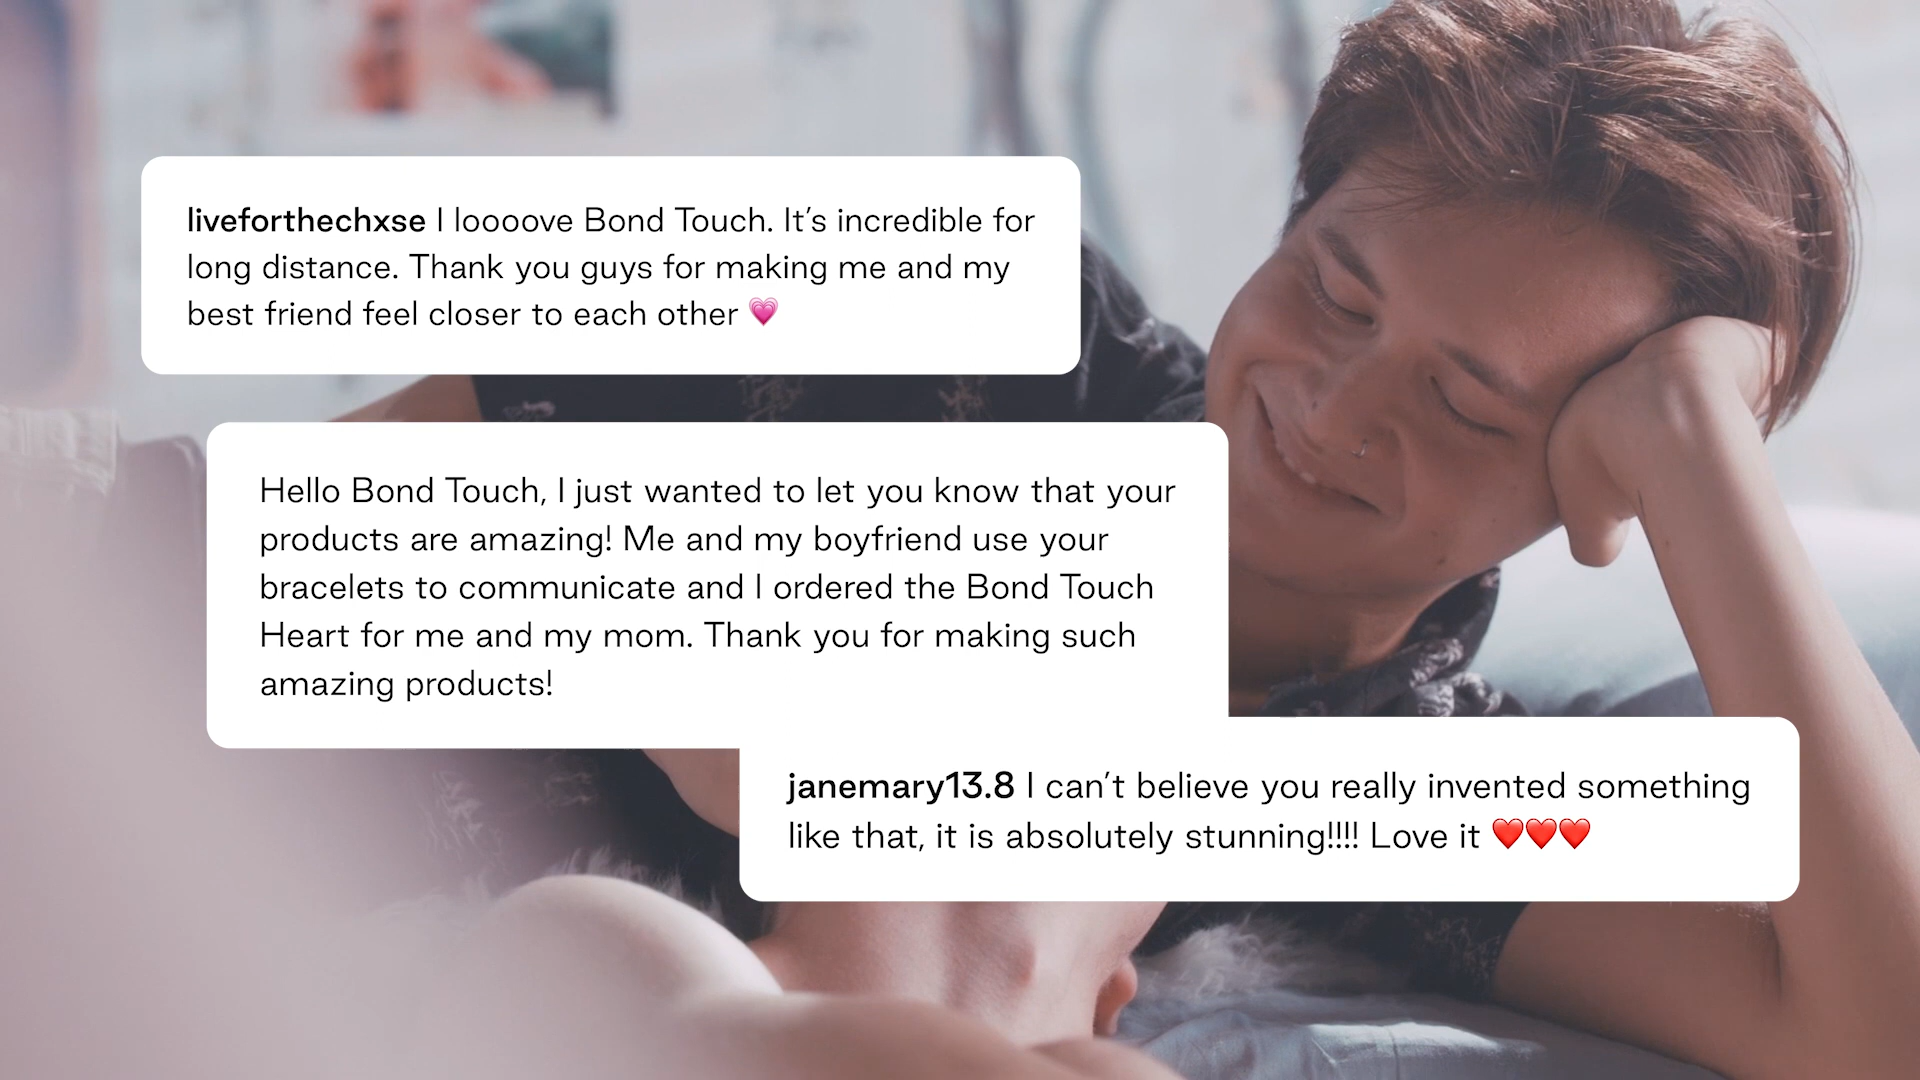 liveforthechxse I loooove Bond Touch. It’s incredible for
long distance. Thank you guys for making me and my
best friend feel closer to each other 💗
Hello Bond Touch, I just wanted to let you know that your
products are amazing! Me and my boyfriend use your
bracelets to communicate and I ordered the Bond Touch
Heart for me and my mom. Thank you for making such
amazing products!
janemary13.8 I can’t believe you really invented something
like that, it is absolutely stunning!!!! Love it ❤️❤️❤️